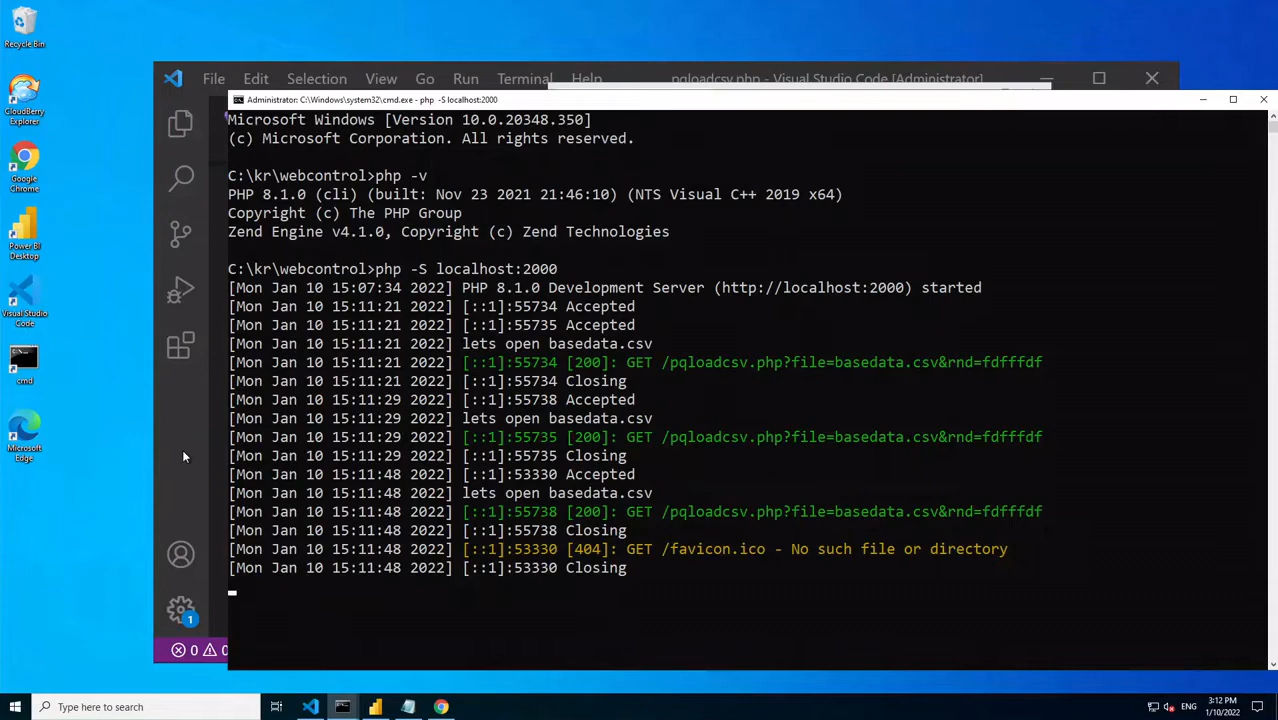 Recycle Bin
CloudBerry
Explorer
Google
Chrome
Power BI
Desktop
Visual Studio
Code
cmd
Microsoft
Edge
File Edit Selection View Go Run Terminal Help pqloadcsv.php - Visual Studio Code [Administrator]
Administrator: C:\Windows\system32\cmd.exe - php -S localhost:2000
Microsoft Windows [Version 10.0.20348.350]
(c) Microsoft Corporation. All rights reserved.
C:\kr\webcontrol>php -v
PHP 8.1.0 (cli) (built: Nov 23 2021 21:46:10) (NTS Visual C++ 2019 x64)
Copyright (c) The PHP Group
Zend Engine v4.1.0, Copyright (c) Zend Technologies
C:\kr\webcontrol>php -S localhost:2000
[Mon Jan 10 15:07:34 2022] PHP 8.1.0 Development Server (http://localhost:2000) started
[Mon Jan 10 15:11:21 2022] [::1]:55734 Accepted
[Mon Jan 10 15:11:21 2022] [::1]:55735 Accepted
[Mon Jan 10 15:11:21 2022] lets open basedata.csv
[Mon Jan 10 15:11:21 2022] [::1]:55734 [200]: GET /pqloadcsv.php?file=basedata.csv&rnd=fdfffdf
[Mon Jan 10 15:11:21 2022] [::1]:55734 Closing
[Mon Jan 10 15:11:29 2022] [::1]:55738 Accepted
[Mon Jan 10 15:11:29 2022] lets open basedata.csv
[Mon Jan 10 15:11:29 2022] [::1]:55735 [200]: GET /pqloadcsv.php?file=basedata.csv&rnd=fdfffdf
[Mon Jan 10 15:11:29 2022] [::1]:55735 Closing
[Mon Jan 10 15:11:48 2022] [::1]:53330 Accepted
[Mon Jan 10 15:11:48 2022] lets open basedata.csv
[Mon Jan 10 15:11:48 2022] [::1]:55738 [200]: GET /pqloadcsv.php?file=basedata.csv&rnd=fdfffdf
[Mon Jan 10 15:11:48 2022] [::1]:55738 Closing
[Mon Jan 10 15:11:48 2022] [::1]:53330 [404]: GET /favicon.ico - No such file or directory
[Mon Jan 10 15:11:48 2022] [::1]:53330 Closing
1
0 0
Type here to search
ENG
3:12 PM
1/10/2022